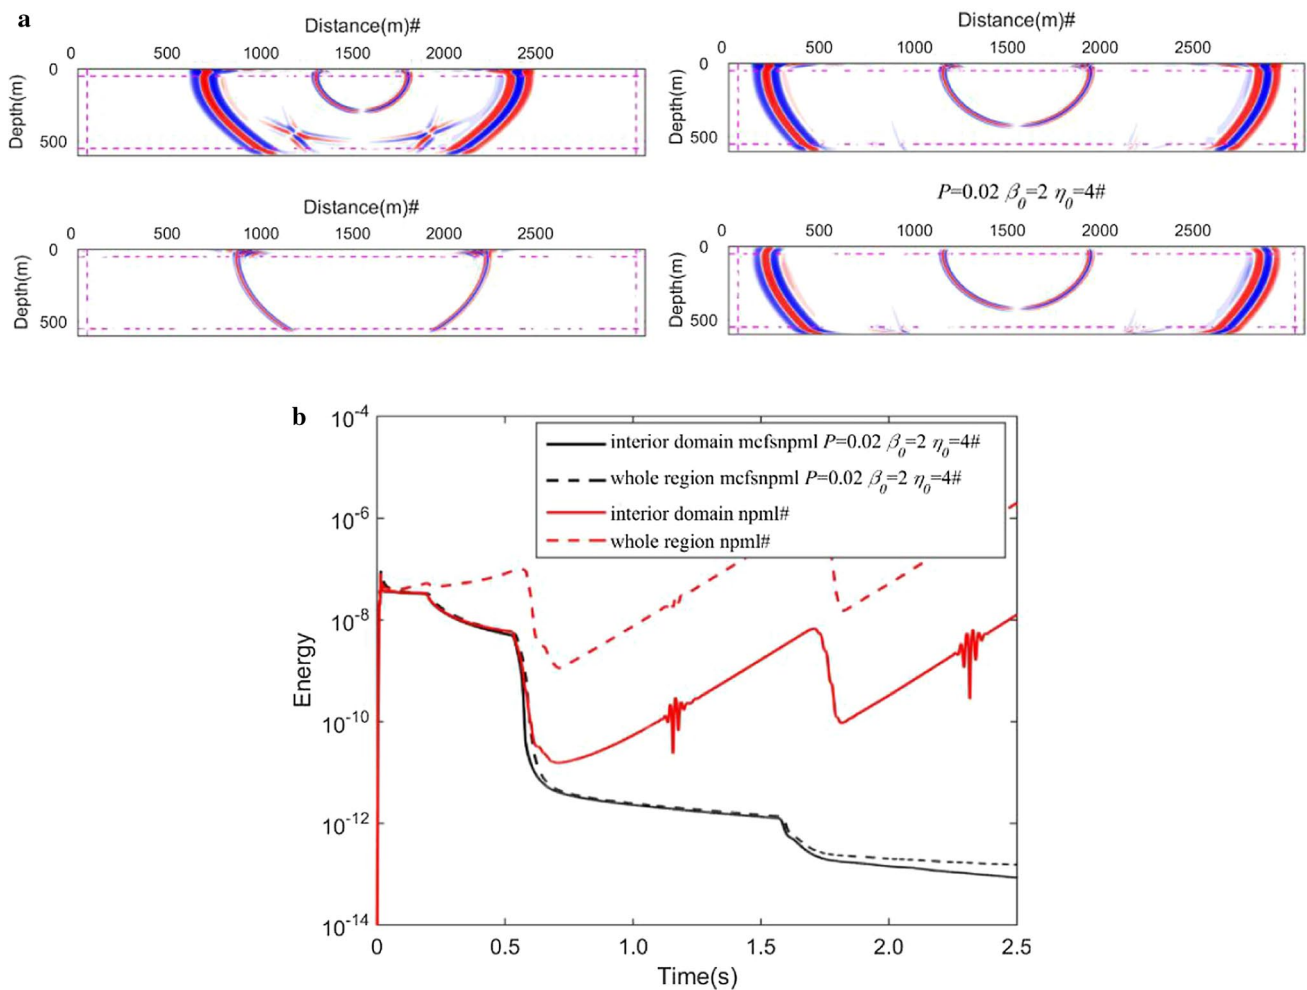 a
Distance(m)#
0 500 1000 1500 2000 2500
0
500
Depth(m)
Distance(m)#
0 500 1000 1500 2000 2500
0
500
Depth(m)
Distance(m)#
0 500 1000 1500 2000 2500
0
500
Depth(m)
P=0.02 β0=2 η0=4#
0 500 1000 1500 2000 2500
0
500
Depth(m)
b
interior domain mcfsnpml P=0.02 β0=2 η0=4#
whole region mcfsnpml P=0.02 β0=2 η0=4#
interior domain npml#
whole region npml#
10-4
10-6
10-8
10-10
10-12
10-14
Energy
0 0.5 1.0 1.5 2.0 2.5
Time(s)